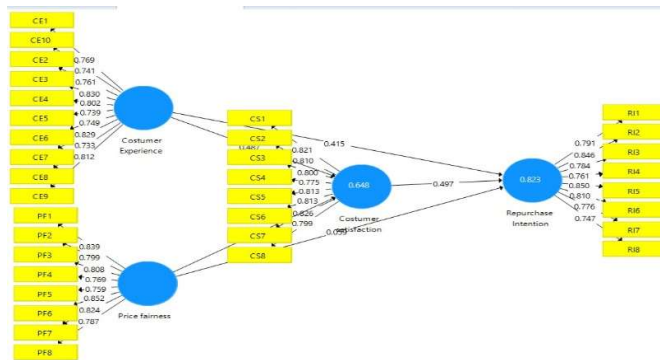 CE1
CE10
CE2
CE3
CE4
CE5
CE6
CE7
CE8
CE9
0.769
0.741
0.761
0.830
0.802
0.739
0.749
0.829
0.733
0.812
Costumer
Experience
PF1
PF2
PF3
PF4
PF5
PF6
PF7
PF8
0.839
0.799
0.808
0.769
0.759
0.852
0.824
0.787
Price fairness
CS1
CS2
CS3
CS4
CS5
CS6
CS7
CS8
0.821
0.810
0.800
0.775
0.813
0.813
0.826
0.799
0.648
Costumer
satisfaction
0.415
0.497
0.823
Repurchase
Intention
0.791
0.846
0.784
0.761
0.850
0.810
0.776
0.747
RI1
RI2
RI3
RI4
RI5
RI6
RI7
RI8